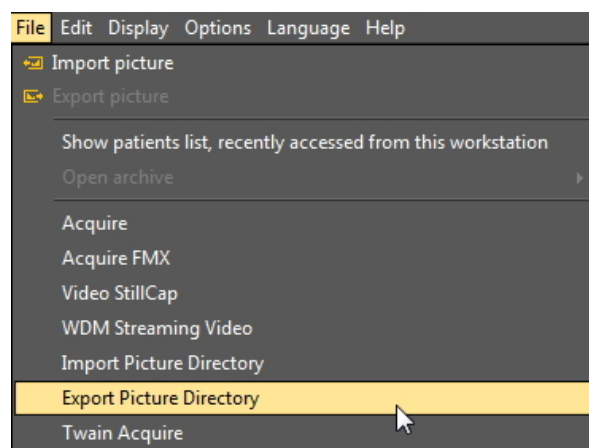 File Edit Display Options Language Help
Import picture
Export picture
Show patients list, recently accessed from this workstation
Open archive
Acquire
Acquire FMX
Video StillCap
WDM Streaming Video
Import Picture Directory
Export Picture Directory
Twain Acquire